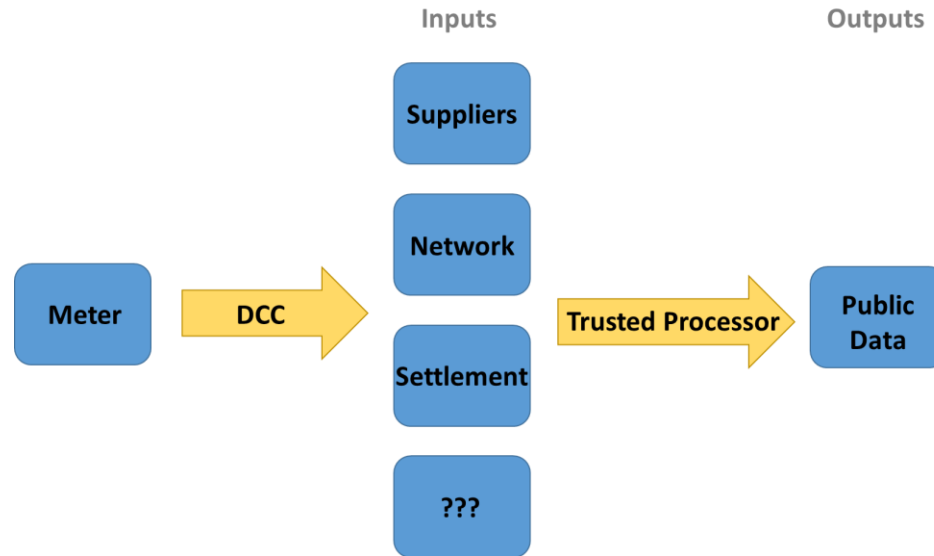 Inputs
Outputs
Suppliers
Network
Meter
DCC
Trusted Processor
Public
Data
Settlement
???